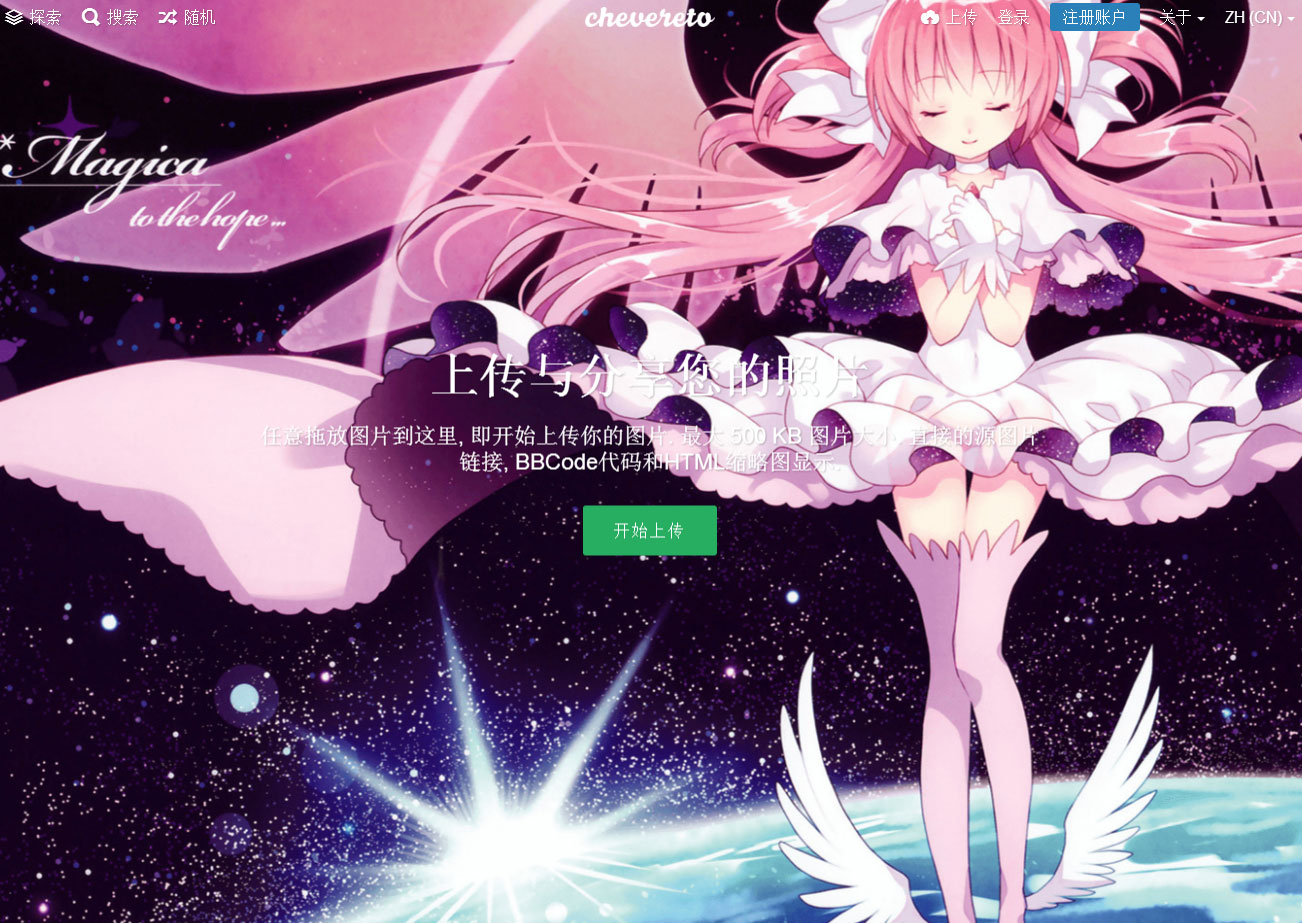 探索 搜索 随机 chevereto 上传 登录 注册账户 关于 ZH (CN)
* Magica
to the hope...
上传与分享您的照片
任意拖放图片到这里, 即开始上传你的图片. 最大 500 KB 图片大小. 直接的源图片
链接, BBCode代码和HTML缩略图显示.
开始上传